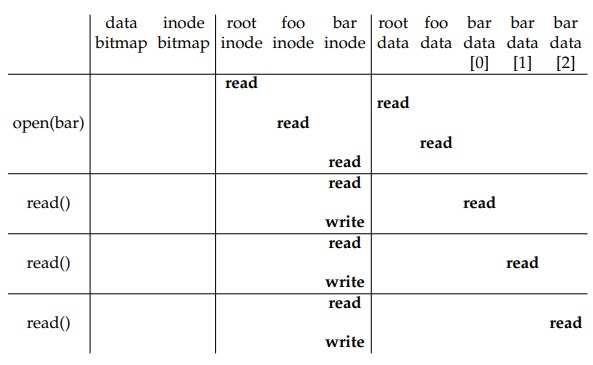 data inode root foo bar root foo bar bar bar
bitmap bitmap inode inode inode data data data data data
[0] [1] [2]
read
read
open(bar) read
read
read
read
read() read
write
read
read() read
write
read
read() read
write